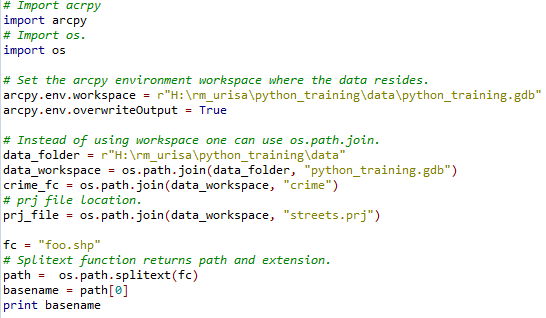 # Import acrpy
import arcpy
# Import os.
import os
# Set the arcpy environment workspace where the data resides.
arcpy.env.workspace = r"H:\rm_urisa\python_training\data\python_training.gdb"
arcpy.env.overwriteOutput = True
# Instead of using workspace one can use os.path.join.
data_folder = r"H:\rm_urisa\python_training\data"
data_workspace = os.path.join(data_folder, "python_training.gdb")
crime_fc = os.path.join(data_workspace, "crime")
# prj file location.
prj_file = os.path.join(data_workspace, "streets.prj")
fc = "foo.shp"
# Splitext function returns path and extension.
path =  os.path.splitext(fc)
basename = path[0]
print basename